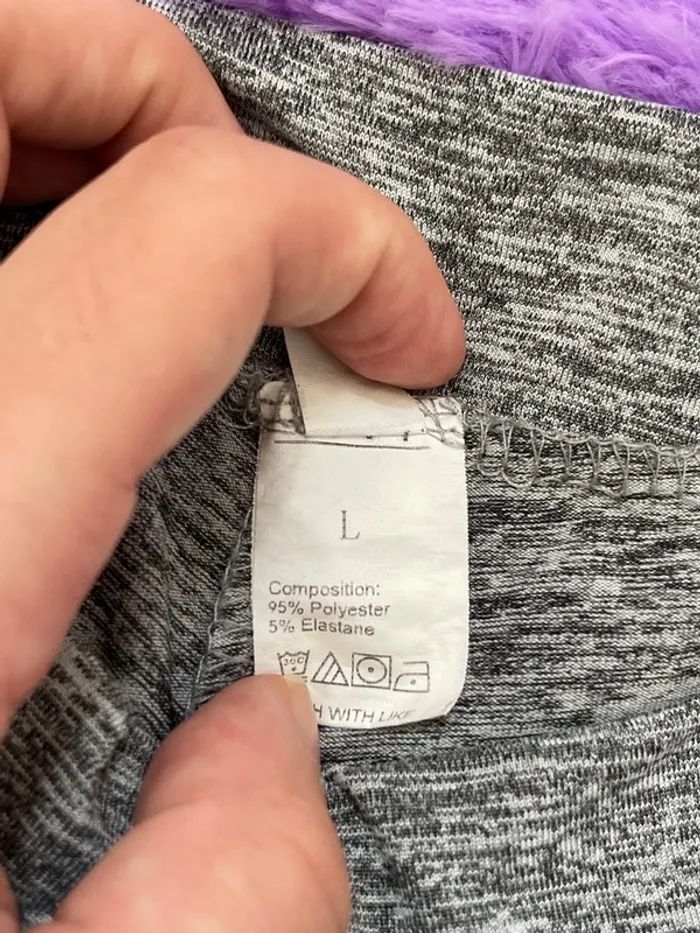 L
Composition:
95% Polyester
5% Elastane
30C
WITH LIKE